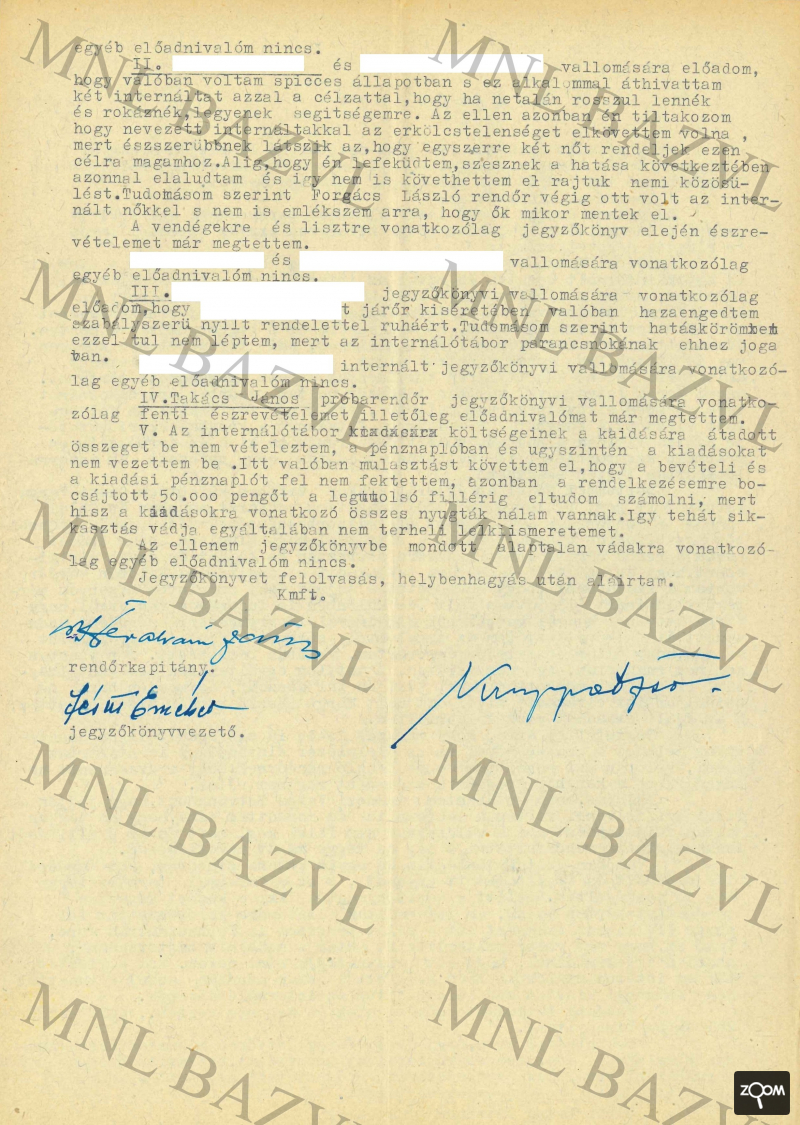 egyéb előadnivalóm nincs.
II. és vallomására előadom,
hogy valóban voltam spicces állapotban s ez alkalommal áthivattam
két internáltat azzal a célzattal,hogy ha netalán rosszul lennék
és rokáznék,legyenek segitségemre. Az ellen azonban én tiltakozom
hogy nevezett internáltakkal az erkölcstelenséget elkövettem volna ,
mert észszerübbnek látszik az,hogy egyszerre két nőt rendeljek ezen
célra magamhoz.Alig,hogy én lefeküdtem,szesznek a hatása következtében
azonnal elaludtam és igy nem is követhettem el rajtuk nemi közösü-
lést.Tudomásom szerint Forgács László rendőr végig ott volt az inter-
nált nőkkel s nem is emlékszem arra, hogy ők mikor mentek el.
A vendégekre és lisztre vonatkozólag jegyzőkönyv elején észre-
vételemet már megtettem.
és vallomására vonatkozólag
egyéb előadnivalóm nincs.
III. jegyzőkönyvi vallomására vonatkozólag
előadom,hogy t járőr kiséretében valóban hazaengedtem
szabályszerü nyilt rendelettel ruháért.Tudomásom szerint hatáskörömben
ezzel tul nem léptem, mert az internálótábor parancsnokának ehhez joga
van.
internált jegyzőkönyvi vallomására vonatkozó-
lag egyéb előadnivalóm nincs.
IV.Takács János próbarendőr jegyzőkönyvi vallomására vonatko-
zólag fenti észrevételemet illetőleg előadnivalómat már megtettem.
V. Az internálótábor költségeinek a kaidására átadott
összeget be nem vételeztem, a pénznaplóban és ugyszintén a kiadásokat
nem vezettem be .Itt valóban mulasztást követtem el,hogy a bevételi és
a kiadási pénznaplót fel nem fektettem, azonban a rendelkezésemre bo-
csájtott 50.000 pengőt a legutolsó fillérig eltudom számolni, mert
hisz a kiadásokra vonatkozó összes nyugták nálam vannak.Igy tehát sik-
kasztás vádja egyáltalában nem terheli lelkiismeretemet.
Az ellenem jegyzőkönyvbe mondott alaptalan vádakra vonatkozó-
lag egyéb előadnivalóm nincs.
Jegyzőkönyvet felolvasás, helybenhagyás után aláirtam.
Kmft.
rendőrkapitány.
jegyzőkönyvvezető.
MNL BAZVL
ZOOM